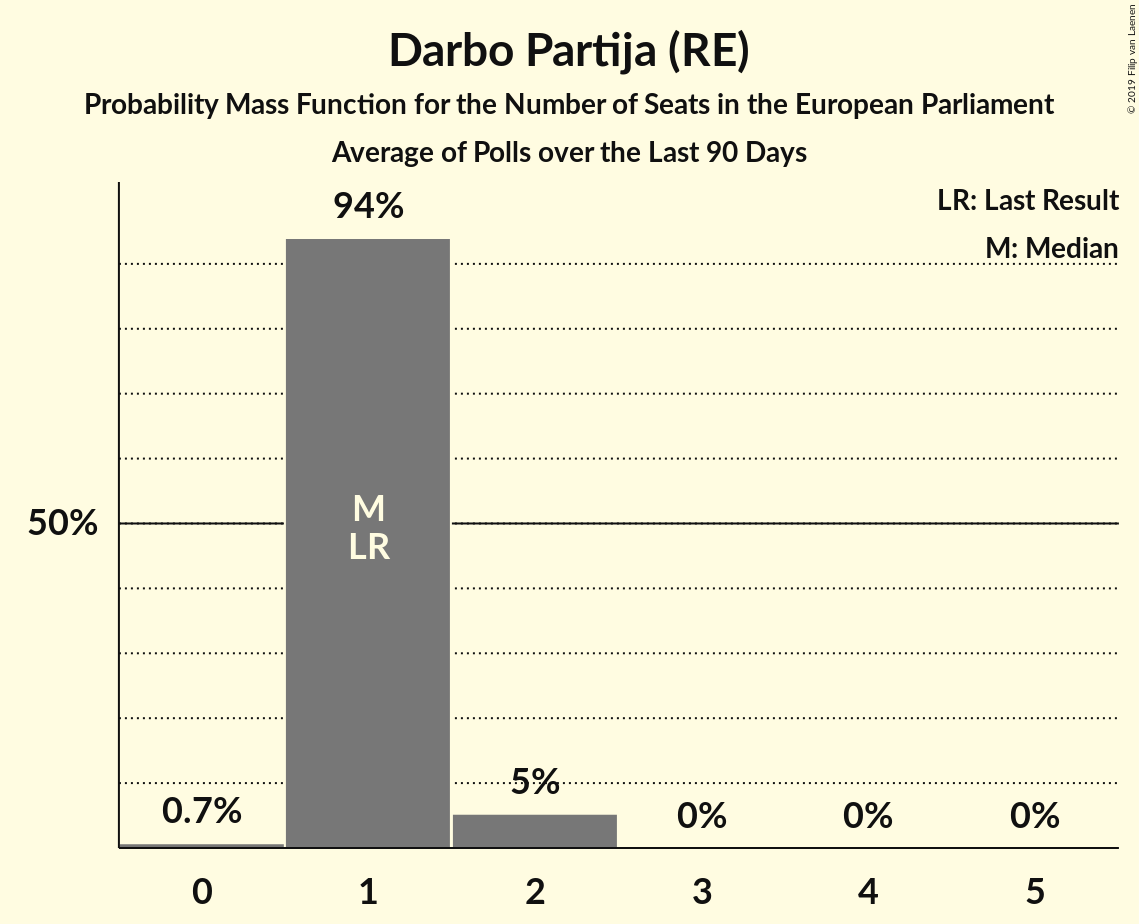 Darbo Partija (RE)
Probability Mass Function for the Number of Seats in the European Parliament
Average of Polls over the Last 90 Days
© 2019 Filip van Laenen
LR: Last Result
M: Median
94%
50%
M
LR
0.7%
5%
0%
0%
0%
0
1
2
3
4
5